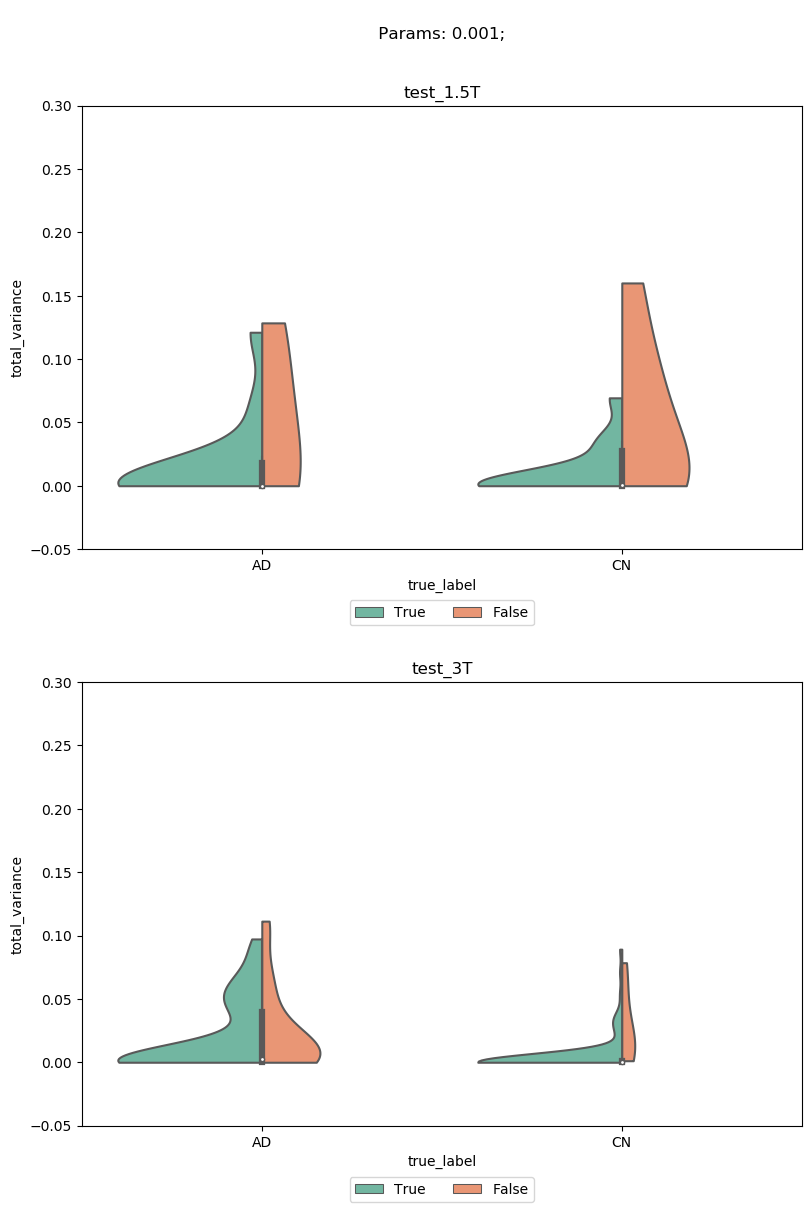 Params: 0.001;
test_1.5T
0.30
0.25
0.20
0.15
0.10
0.05
0.00
−0.05
total_variance
AD CN
true_label
True False
test_3T
0.30
0.25
0.20
0.15
0.10
0.05
0.00
−0.05
total_variance
AD CN
true_label
True False